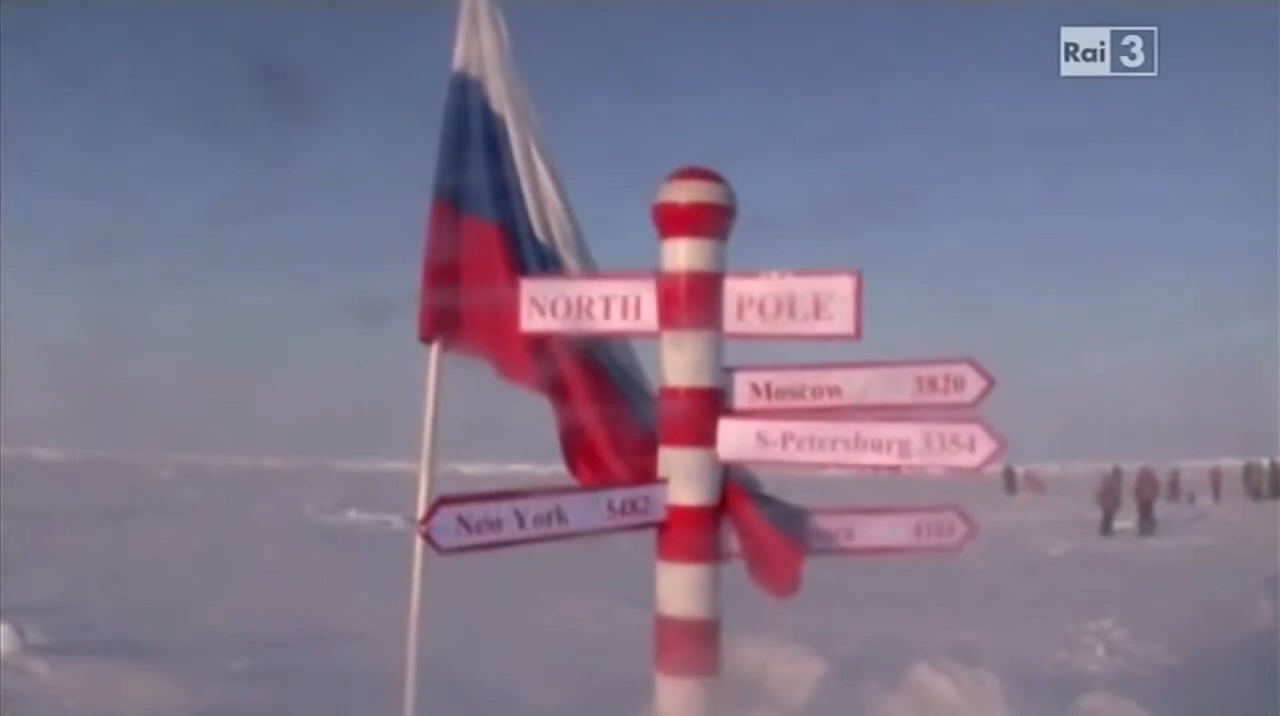 Rai 3
NORTH POLE
Moscow 3820
S-Petersburg 3354
New York